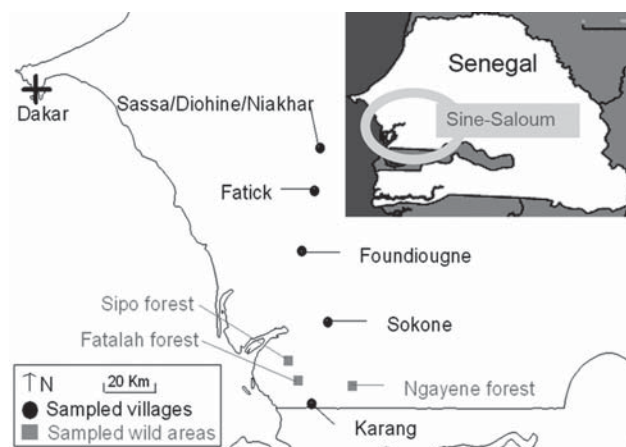 Senegal
Sine-Saloum
Dakar
Sassa/Diohine/Niakhar
Fatick
Foundiougne
Sipo forest
Sokone
Fatalah forest
Ngayene forest
Karang
↑N 20 Km
Sampled villages
Sampled wild areas